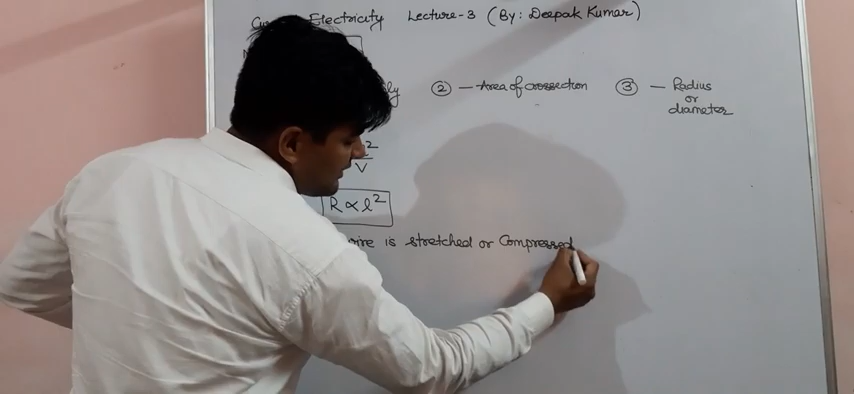 Electricity Lecture-3 (By: Deepak Kumar)
② — Area of crossection ③ — Radius
or
diameter
2
V
R ∝ l²
wire is stretched or Compressed